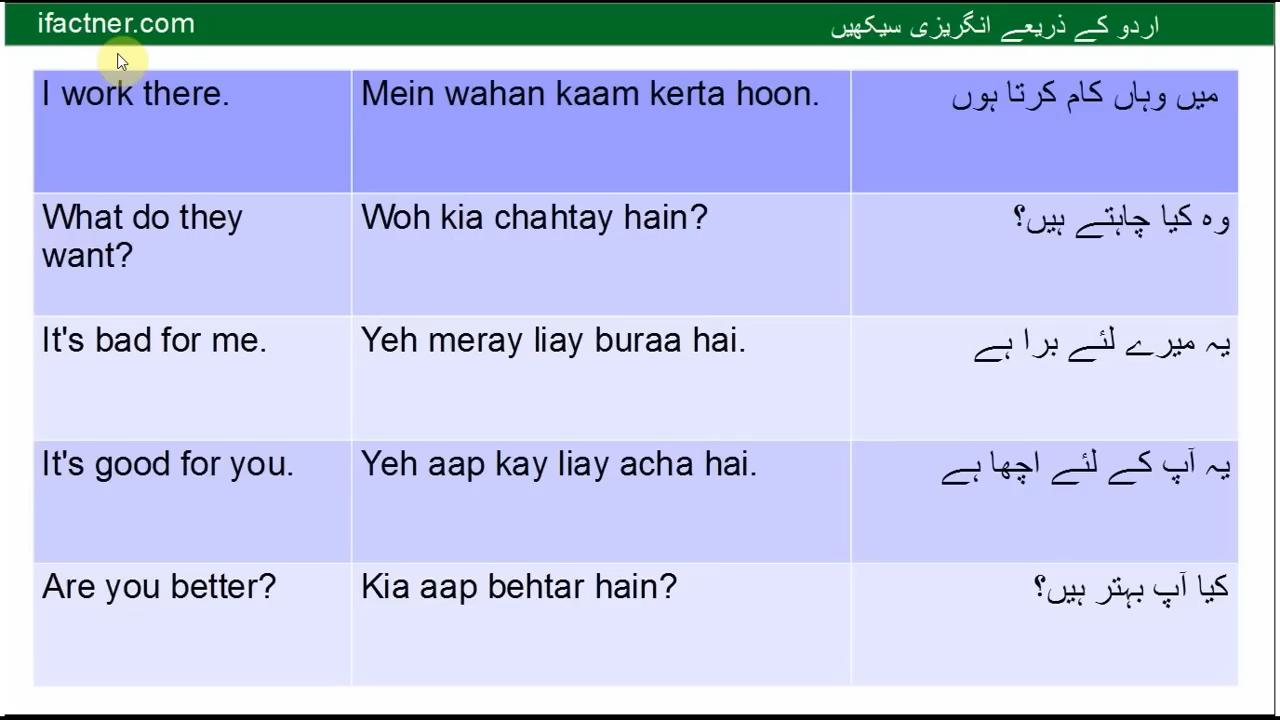 ifactner.com
اردو کے ذریعے انگریزی سیکھیں
I work there.
Mein wahan kaam kerta hoon.
میں وہاں کام کرتا ہوں
What do they
want?
Woh kia chahtay hain?
وہ کیا چاہتے ہیں؟
It's bad for me.
Yeh meray liay buraa hai.
یہ میرے لئے برا ہے
It's good for you.
Yeh aap kay liay acha hai.
یہ آپ کے لئے اچھا ہے
Are you better?
Kia aap behtar hain?
کیا آپ بہتر ہیں؟